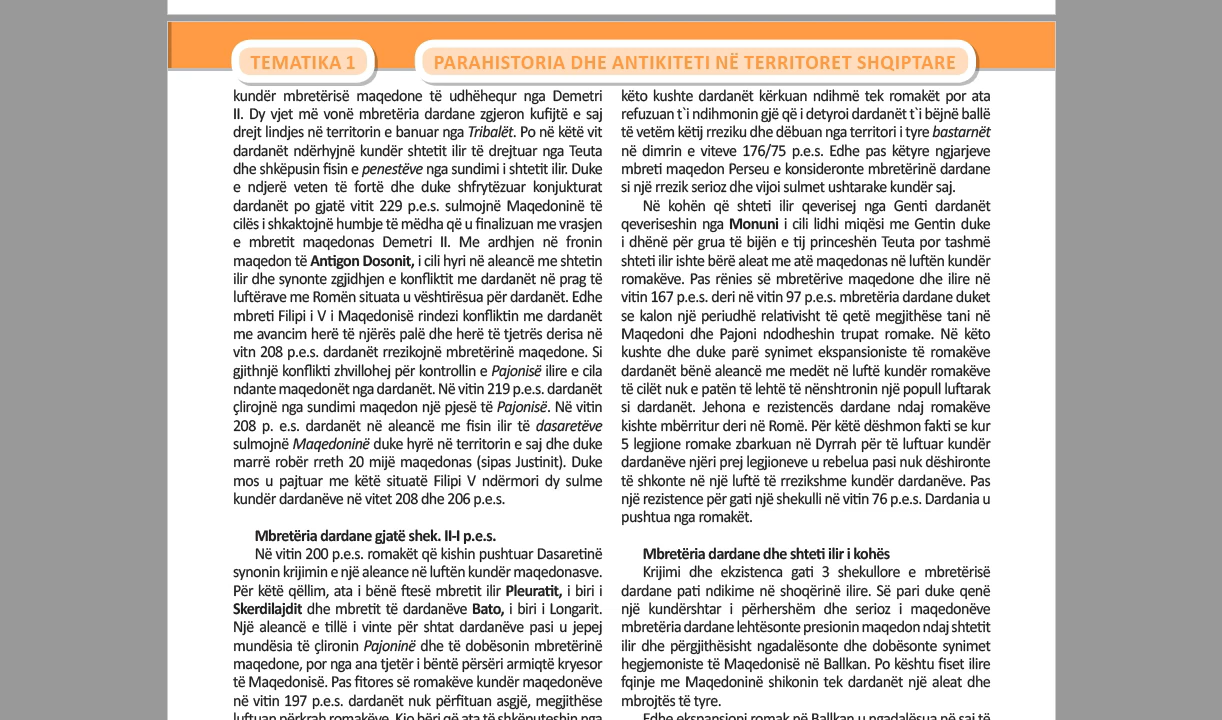 TEMATIKA 1
PARAHISTORIA DHE ANTIKITETI NË TERRITORET SHQIPTARE
kundër mbretërisë maqedone të udhëhequr nga Demetri
II. Dy vjet më vonë mbretëria dardane zgjeron kufijtë e saj
drejt lindjes në territorin e banuar nga Tribalët. Po në këtë vit
dardanët ndërhyjnë kundër shtetit ilir të drejtuar nga Teuta
dhe shkëpusin fisin e penestëve nga sundimi i shtetit ilir. Duke
e ndjerë veten të fortë dhe duke shfrytëzuar konjukturat
dardanët po gjatë vitit 229 p.e.s. sulmojnë Maqedoninë të
cilës i shkaktojnë humbje të mëdha që u finalizuan me vrasjen
e mbretit maqedonas Demetri II. Me ardhjen në fronin
maqedon të Antigon Dosonit, i cili hyri në aleancë me shtetin
ilir dhe synonte zgjidhjen e konfliktit me dardanët në prag të
luftërave me Romën situata u vështirësua për dardanët. Edhe
mbreti Filipi i V i Maqedonisë rindezi konfliktin me dardanët
me avancim herë të njërës palë dhe herë të tjetrës derisa në
vitn 208 p.e.s. dardanët rrezikojnë mbretërinë maqedone. Si
gjithnjë konflikti zhvillohej për kontrollin e Pajonisë ilire e cila
ndante maqedonët nga dardanët. Në vitin 219 p.e.s. dardanët
çlirojnë nga sundimi maqedon një pjesë të Pajonisë. Në vitin
208 p. e.s. dardanët në aleancë me fisin ilir të dasaretëve
sulmojnë Maqedoninë duke hyrë në territorin e saj dhe duke
marrë robër rreth 20 mijë maqedonas (sipas Justinit). Duke
mos u pajtuar me këtë situatë Filipi V ndërmori dy sulme
kundër dardanëve në vitet 208 dhe 206 p.e.s.
Mbretëria dardane gjatë shek. II-I p.e.s.
Në vitin 200 p.e.s. romakët që kishin pushtuar Dasaretinë
synonin krijimin e një aleance në luftën kundër maqedonasve.
Për këtë qëllim, ata i bënë ftesë mbretit ilir Pleuratit, i biri i
Skerdilajdit dhe mbretit të dardanëve Bato, i biri i Longarit.
Një aleancë e tillë i vinte për shtat dardanëve pasi u jepej
mundësia të çlironin Pajoninë dhe të dobësonin mbretërinë
maqedone, por nga ana tjetër i bëntë përsëri armiqtë kryesor
të Maqedonisë. Pas fitores së romakëve kundër maqedonëve
në vitin 197 p.e.s. dardanët nuk përfituan asgjë, megjithëse
luftuan përkrah romakëve. Kjo bëri që ata të shkëputeshin nga
këto kushte dardanët kërkuan ndihmë tek romakët por ata
refuzuan t`i ndihmonin gjë që i detyroi dardanët t`i bëjnë ballë
të vetëm këtij rreziku dhe dëbuan nga territori i tyre bastarnët
në dimrin e viteve 176/75 p.e.s. Edhe pas këtyre ngjarjeve
mbreti maqedon Perseu e konsideronte mbretërinë dardane
si një rrezik serioz dhe vijoi sulmet ushtarake kundër saj.
Në kohën që shteti ilir qeverisej nga Genti dardanët
qeveriseshin nga Monuni i cili lidhi miqësi me Gentin duke
i dhënë për grua të bijën e tij princeshën Teuta por tashmë
shteti ilir ishte bërë aleat me atë maqedonas në luftën kundër
romakëve. Pas rënies së mbretërive maqedone dhe ilire në
vitin 167 p.e.s. deri në vitin 97 p.e.s. mbretëria dardane duket
se kalon një periudhë relativisht të qetë megjithëse tani në
Maqedoni dhe Pajoni ndodheshin trupat romake. Në këto
kushte dhe duke parë synimet ekspansioniste të romakëve
dardanët bënë aleancë me medët në luftë kundër romakëve
të cilët nuk e patën të lehtë të nënshtronin një popull luftarak
si dardanët. Jehona e rezistencës dardane ndaj romakëve
kishte mbërritur deri në Romë. Për këtë dëshmon fakti se kur
5 legjione romake zbarkuan në Dyrrah për të luftuar kundër
dardanëve njëri prej legjioneve u rebelua pasi nuk dëshironte
të shkonte në një luftë të rrezikshme kundër dardanëve. Pas
një rezistence për gati një shekulli në vitin 76 p.e.s. Dardania u
pushtua nga romakët.
Mbretëria dardane dhe shteti ilir i kohës
Krijimi dhe ekzistenca gati 3 shekullore e mbretërisë
dardane pati ndikime në shoqërinë ilire. Së pari duke qenë
një kundërshtar i përhershëm dhe serioz i maqedonëve
mbretëria dardane lehtësonte presionin maqedon ndaj shtetit
ilir dhe përgjithësisht ngadalësonte dhe dobësonte synimet
hegjemoniste të Maqedonisë në Ballkan. Po kështu fiset ilire
fqinje me Maqedoninë shikonin tek dardanët një aleat dhe
mbrojtës të tyre.
Edhe ekspansioni romak në Ballkan u ngadalësua në saj të